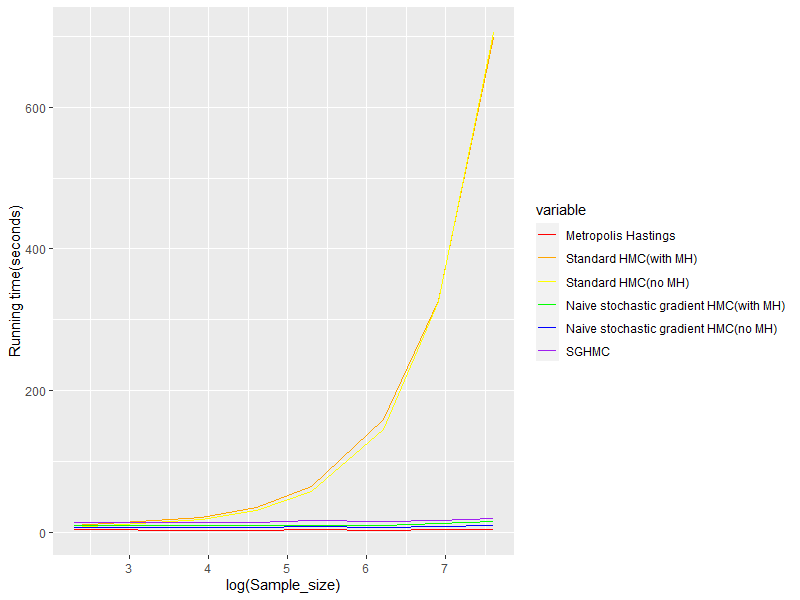 Running time(seconds)
600
400
200
0
3
4
5
6
7
log(Sample_size)
variable
Metropolis Hastings
Standard HMC(with MH)
Standard HMC(no MH)
Naive stochastic gradient HMC(with MH)
Naive stochastic gradient HMC(no MH)
SGHMC